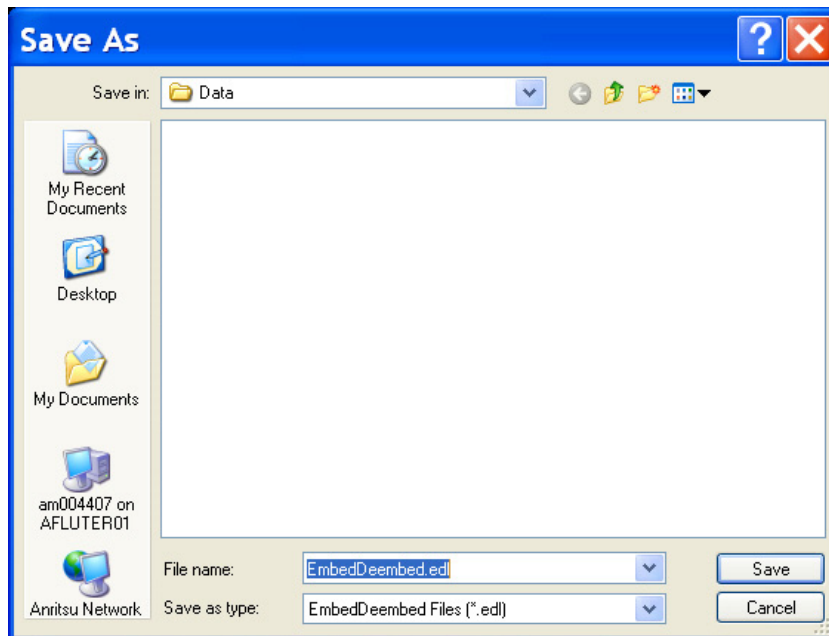 Save As
?
Save in:
Data
My Recent
Documents
Desktop
My Documents
am004407 on
AFLUTER01
Anritsu Network
File name:
EmbedDeembed.edl
Save
Save as type:
EmbedDeembed Files (*.edl)
Cancel